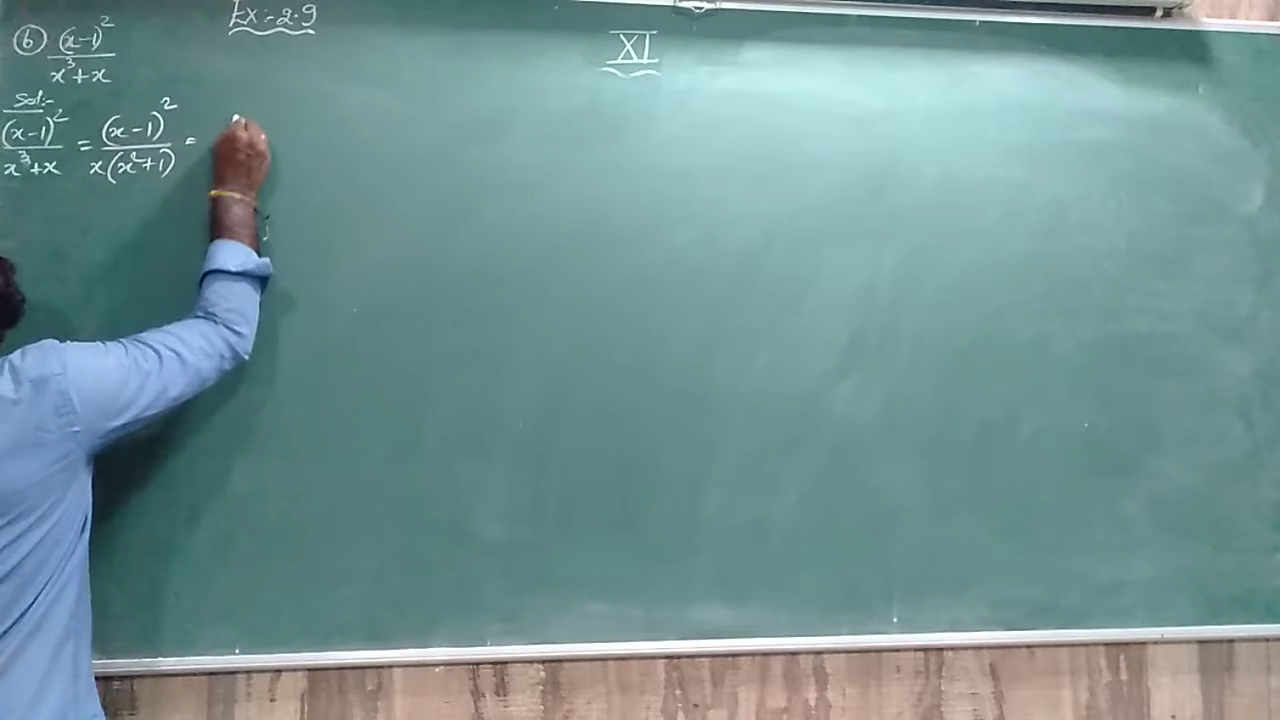 Ex:- 2.9
XI
⑥ (x-1)² / x³+x
Sol:-
(x-1)² / x³+x = (x-1)² / x(x²+1) =